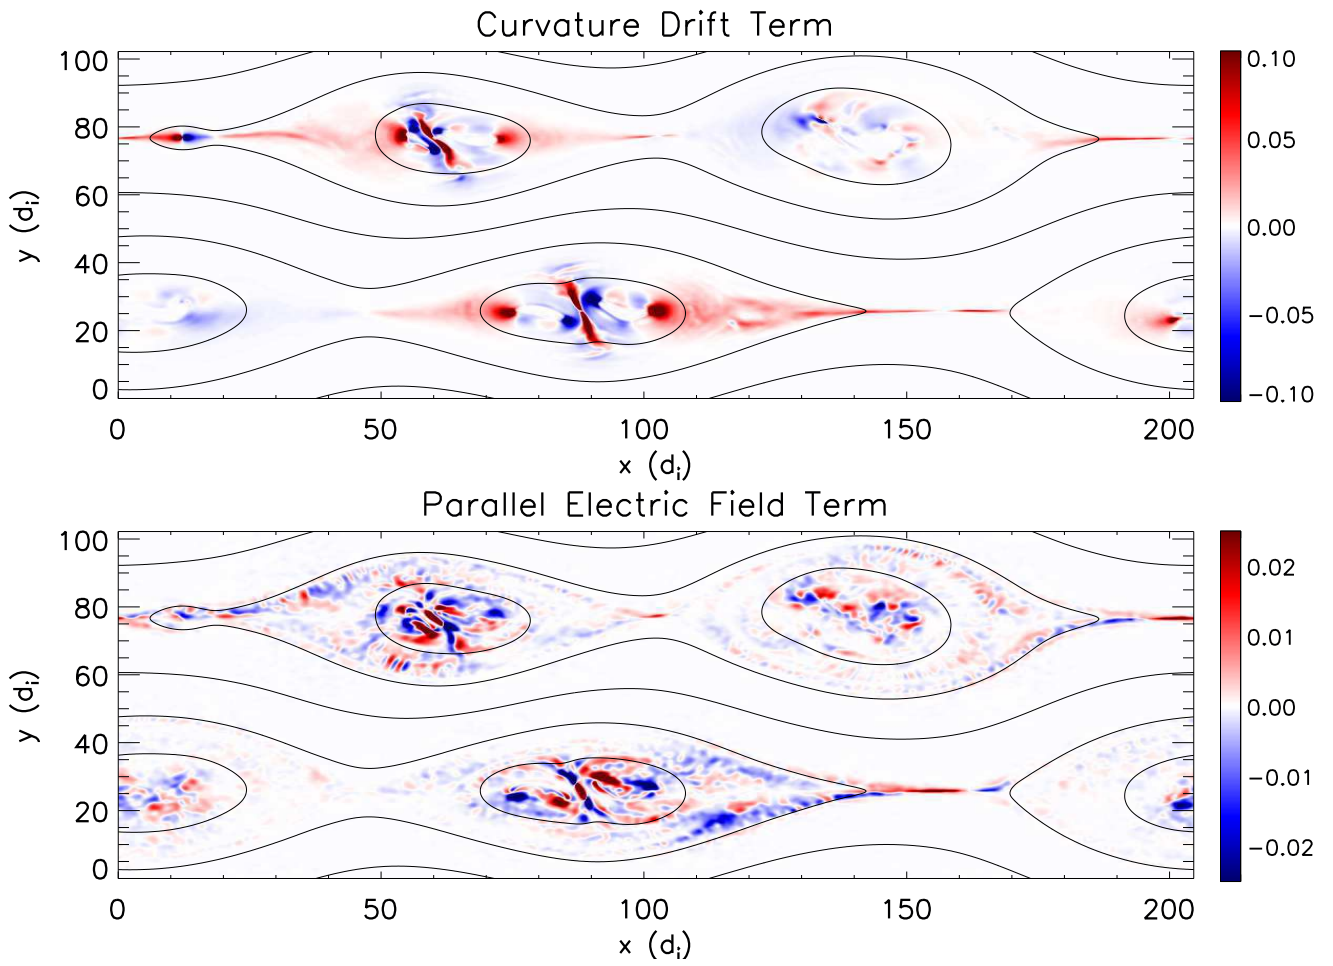 Curvature Drift Term
100
80
60
40
20
0
y (d_i)
0 50 100 150 200
x (d_i)
0.10
0.05
0.00
−0.05
−0.10
Parallel Electric Field Term
100
80
60
40
20
0
y (d_i)
0 50 100 150 200
x (d_i)
0.02
0.01
0.00
−0.01
−0.02